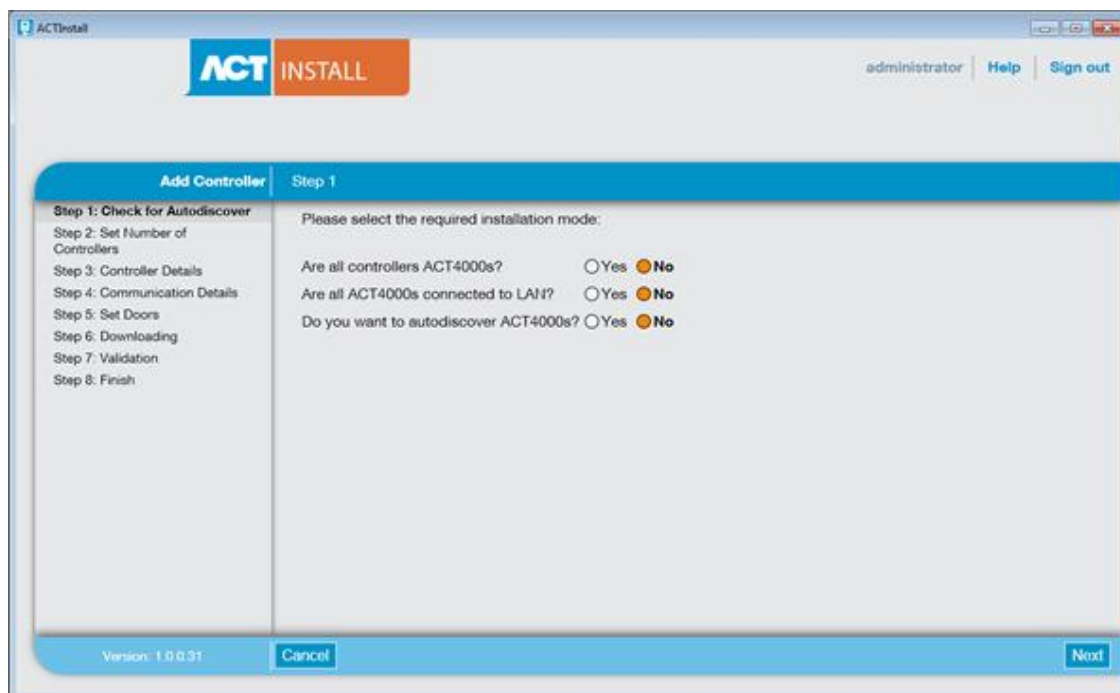 ACTInstall
ACT INSTALL
administrator Help Sign out
Add Controller Step 1
Step 1: Check for Autodiscover
Step 2: Set Number of
Controllers
Step 3: Controller Details
Step 4: Communication Details
Step 5: Set Doors
Step 6: Downloading
Step 7: Validation
Step 8: Finish
Please select the required installation mode:
Are all controllers ACT4000s? Yes No
Are all ACT4000s connected to LAN? Yes No
Do you want to autodiscover ACT4000s? Yes No
Version: 1.0.0.31 Cancel Next